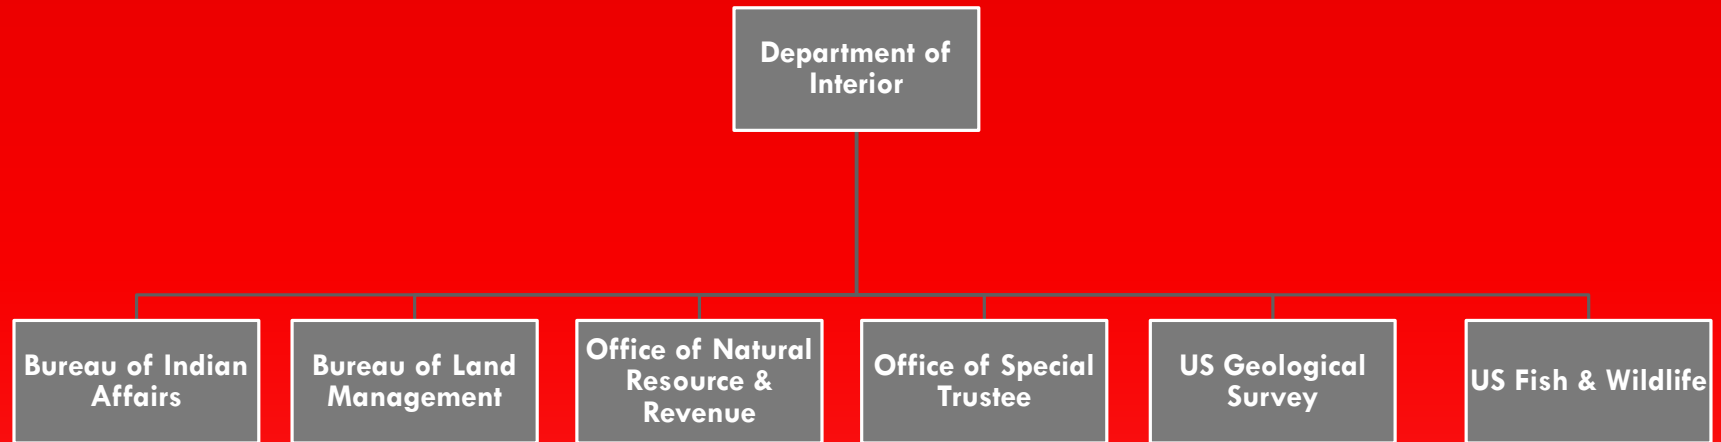 Department of
Interior
Bureau of Indian
Affairs
Bureau of Land
Management
Office of Natural
Resource &
Revenue
Office of Special
Trustee
US Geological
Survey
US Fish & Wildlife